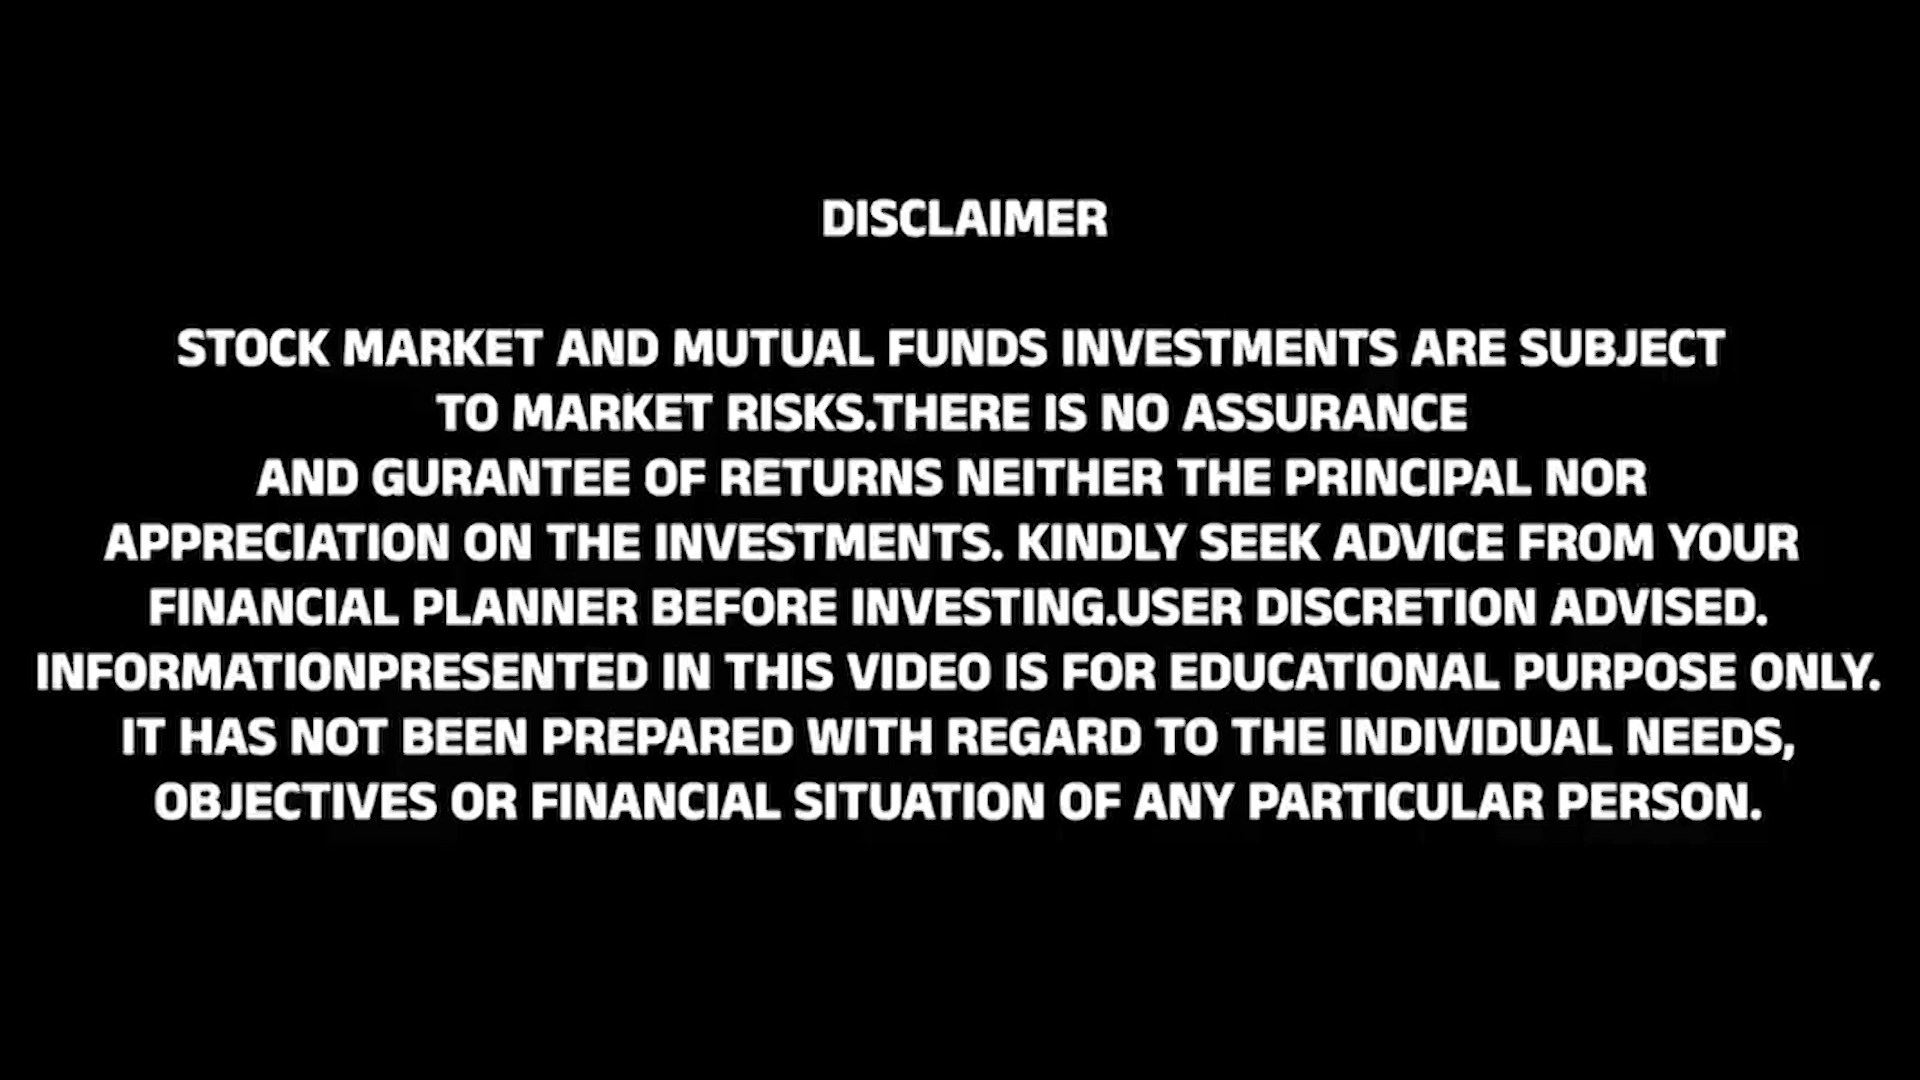 DISCLAIMER
STOCK MARKET AND MUTUAL FUNDS INVESTMENTS ARE SUBJECT
TO MARKET RISKS.THERE IS NO ASSURANCE
AND GURANTEE OF RETURNS NEITHER THE PRINCIPAL NOR
APPRECIATION ON THE INVESTMENTS. KINDLY SEEK ADVICE FROM YOUR
FINANCIAL PLANNER BEFORE INVESTING.USER DISCRETION ADVISED.
INFORMATIONPRESENTED IN THIS VIDEO IS FOR EDUCATIONAL PURPOSE ONLY.
IT HAS NOT BEEN PREPARED WITH REGARD TO THE INDIVIDUAL NEEDS,
OBJECTIVES OR FINANCIAL SITUATION OF ANY PARTICULAR PERSON.